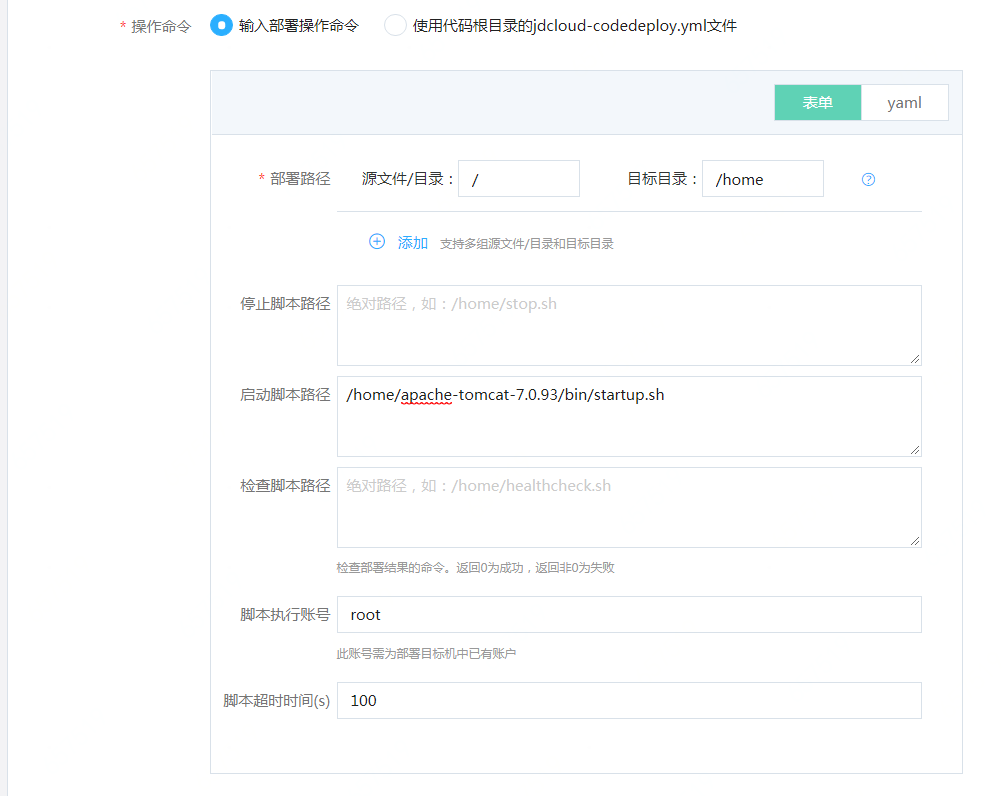 * 操作命令 输入部署操作命令 使用代码根目录的jdcloud-codedeploy.yml文件
表单 yaml
* 部署路径 源文件/目录： / 目标目录： /home ?
添加 支持多组源文件/目录和目标目录
停止脚本路径 绝对路径，如：/home/stop.sh
启动脚本路径 /home/apache-tomcat-7.0.93/bin/startup.sh
检查脚本路径 绝对路径，如：/home/healthcheck.sh
检查部署结果的命令。返回0为成功，返回非0为失败
脚本执行账号 root
此账号需为部署目标机中已有账户
脚本超时时间(s) 100